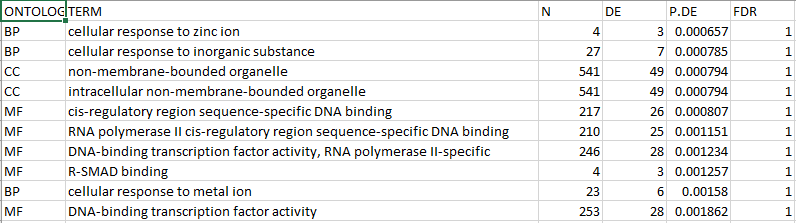 ONTOLOG TERM N DE P.DE FDR
BP cellular response to zinc ion 4 3 0.000657 1
BP cellular response to inorganic substance 27 7 0.000785 1
CC non-membrane-bounded organelle 541 49 0.000794 1
CC intracellular non-membrane-bounded organelle 541 49 0.000794 1
MF cis-regulatory region sequence-specific DNA binding 217 26 0.000807 1
MF RNA polymerase II cis-regulatory region sequence-specific DNA binding 210 25 0.001151 1
MF DNA-binding transcription factor activity, RNA polymerase II-specific 246 28 0.001234 1
MF R-SMAD binding 4 3 0.001257 1
BP cellular response to metal ion 23 6 0.00158 1
MF DNA-binding transcription factor activity 253 28 0.001862 1